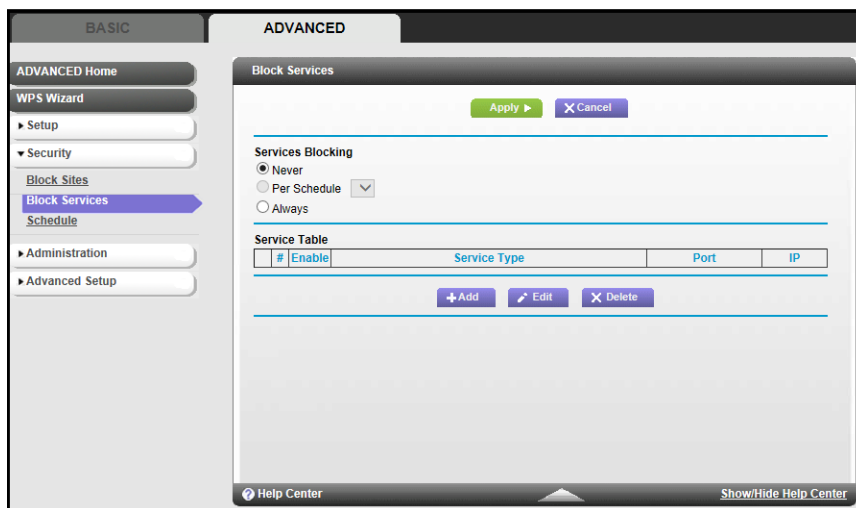 BASIC
ADVANCED
ADVANCED Home
WPS Wizard
Setup
Security
Block Sites
Block Services
Schedule
Administration
Advanced Setup
Block Services
Apply
Cancel
Services Blocking
Never
Per Schedule
Always
Service Table
# Enable Service Type Port IP
Add Edit Delete
Help Center Show/Hide Help Center